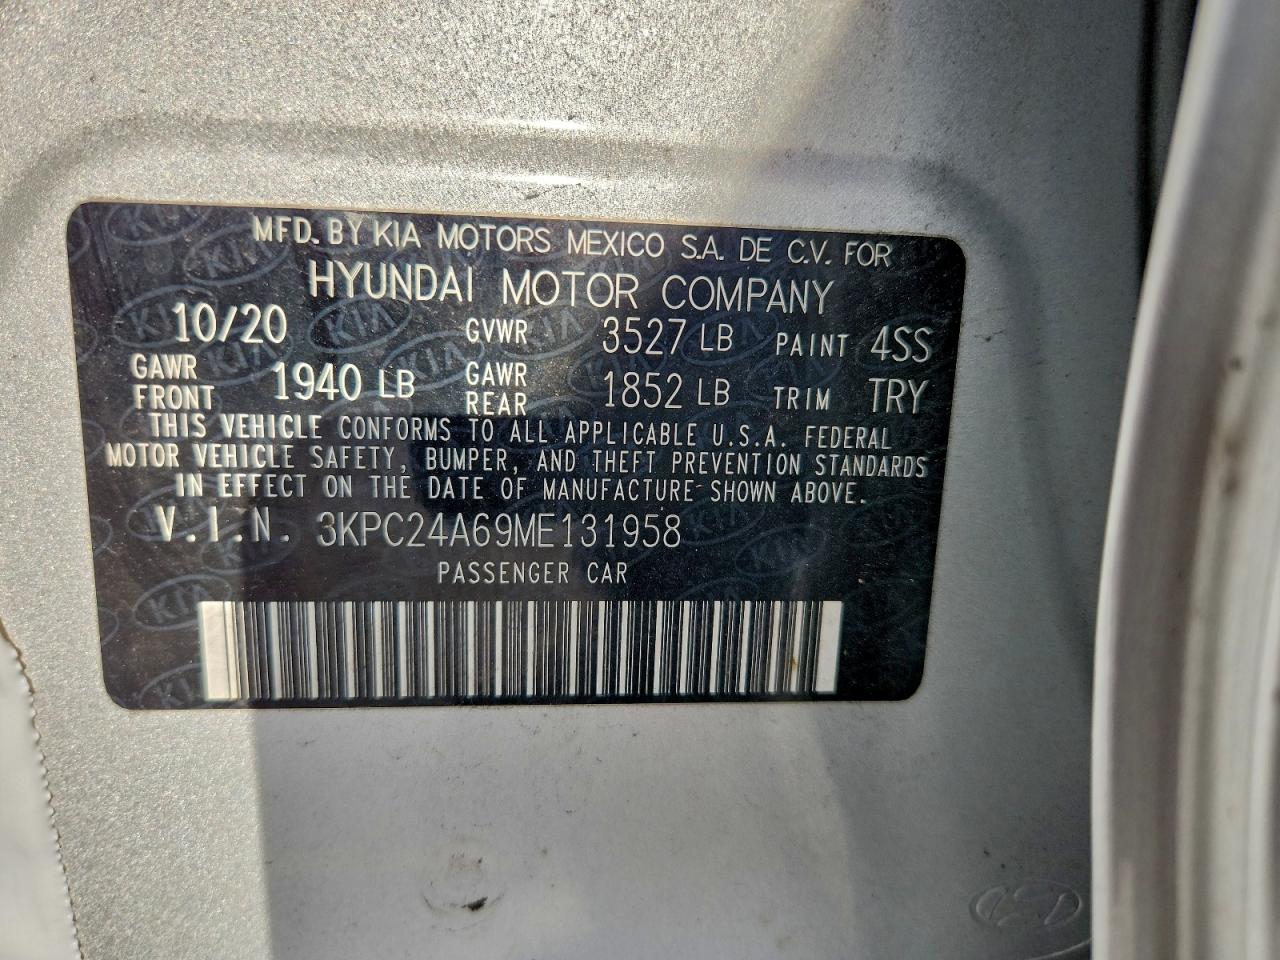 MFD. BY KIA MOTORS MEXICO S.A. DE C.V. FOR
HYUNDAI MOTOR COMPANY
10/20 GVWR 3527 LB PAINT 4SS
GAWR FRONT 1940 LB GAWR REAR 1852 LB TRIM TRY
THIS VEHICLE CONFORMS TO ALL APPLICABLE U.S.A. FEDERAL
MOTOR VEHICLE SAFETY, BUMPER, AND THEFT PREVENTION STANDARDS
IN EFFECT ON THE DATE OF MANUFACTURE SHOWN ABOVE.
V.I.N. 3KPC24A69ME131958
PASSENGER CAR